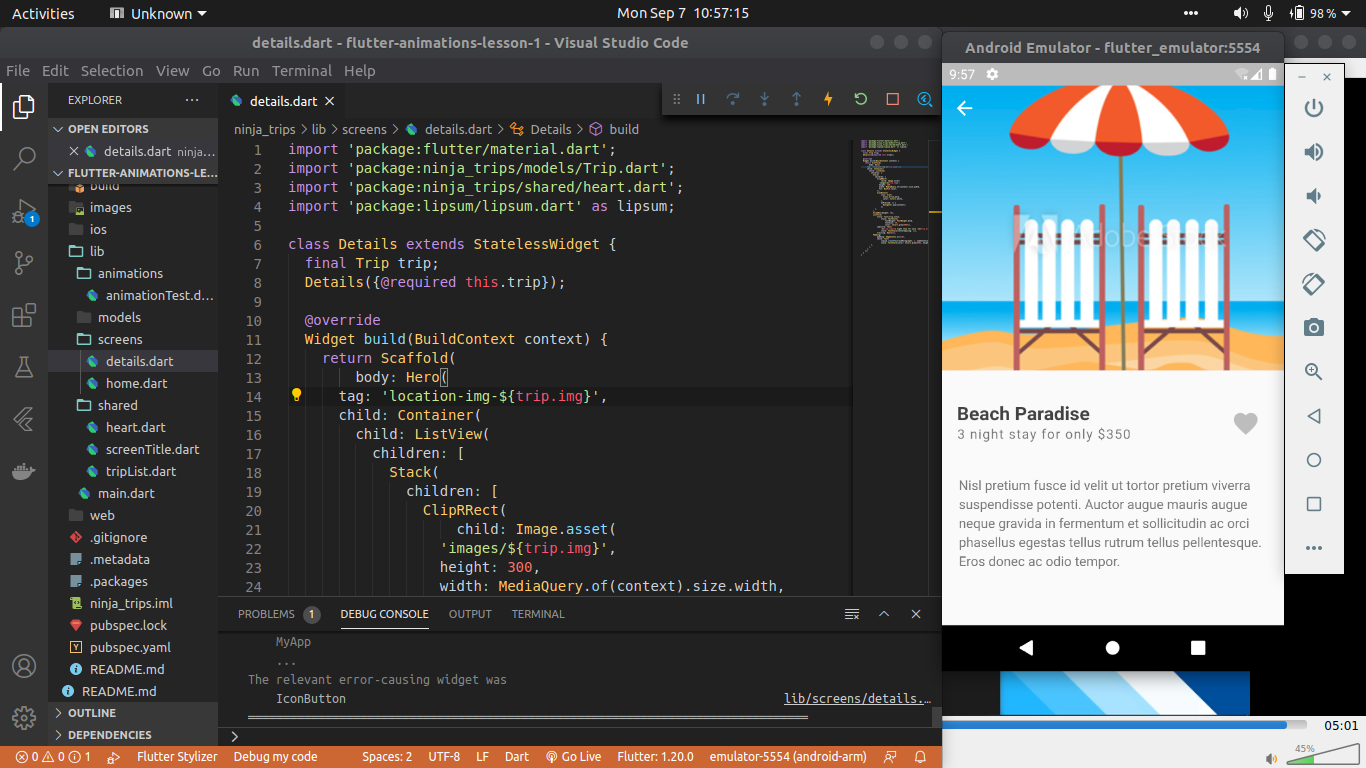 Activities
Unknown
Mon Sep 7 10:57:15
98 %
details.dart - flutter-animations-lesson-1 - Visual Studio Code
File Edit Selection View Go Run Terminal Help
EXPLORER
OPEN EDITORS
details.dart ninja_...
FLUTTER-ANIMATIONS-LE...
build
images
ios
lib
animations
animationTest.d...
models
screens
details.dart
home.dart
shared
heart.dart
screenTitle.dart
tripList.dart
main.dart
web
.gitignore
.metadata
.packages
ninja_trips.iml
pubspec.lock
pubspec.yaml
README.md
README.md
OUTLINE
DEPENDENCIES
1
details.dart
ninja_trips > lib > screens > details.dart > Details > build
1 import 'package:flutter/material.dart';
2 import 'package:ninja_trips/models/Trip.dart';
3 import 'package:ninja_trips/shared/heart.dart';
4 import 'package:lipsum/lipsum.dart' as lipsum;
5
6 class Details extends StatelessWidget {
7 final Trip trip;
8 Details({@required this.trip});
9
10 @override
11 Widget build(BuildContext context) {
12 return Scaffold(
13 body: Hero(
14 tag: 'location-img-${trip.img}',
15 child: Container(
16 child: ListView(
17 children: [
18 Stack(
19 children: [
20 ClipRRect(
21 child: Image.asset(
22 'images/${trip.img}',
23 height: 300,
24 width: MediaQuery.of(context).size.width,
PROBLEMS 1 DEBUG CONSOLE OUTPUT TERMINAL
MyApp
...
The relevant error-causing widget was
IconButton lib/screens/details....
0 0 1 Flutter Stylizer Debug my code Spaces: 2 UTF-8 LF Dart Go Live Flutter: 1.20.0 emulator-5554 (android-arm)
Android Emulator - flutter_emulator:5554
9:57
Beach Paradise
3 night stay for only $350
Nisl pretium fusce id velit ut tortor pretium viverra
suspendisse potenti. Auctor augue mauris augue
neque gravida in fermentum et sollicitudin ac orci
phasellus egestas tellus rutrum tellus pellentesque.
Eros donec ac odio tempor.
05:01
45%